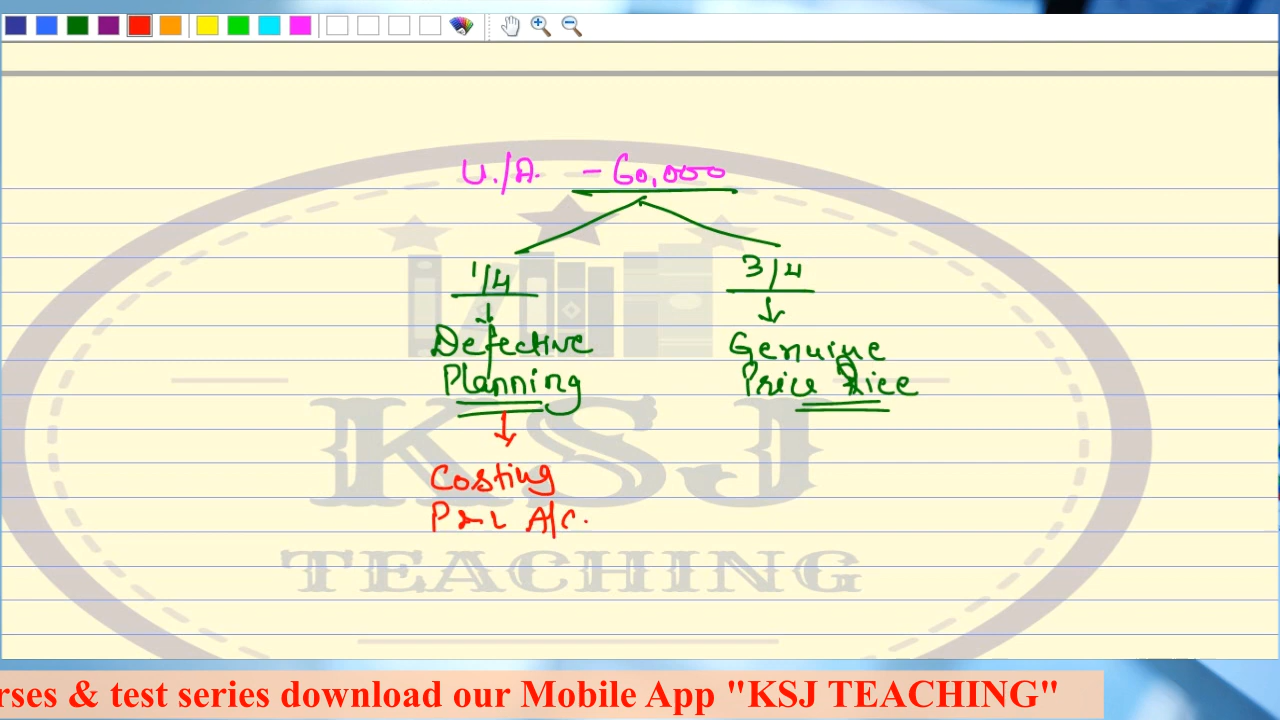 U./A. - 60,000
1/4
3/4
Defective
Planning
Genuine
Price Rice
Costing
P & L A/C.
KSJ
TEACHING
rses & test series download our Mobile App "KSJ TEACHING"